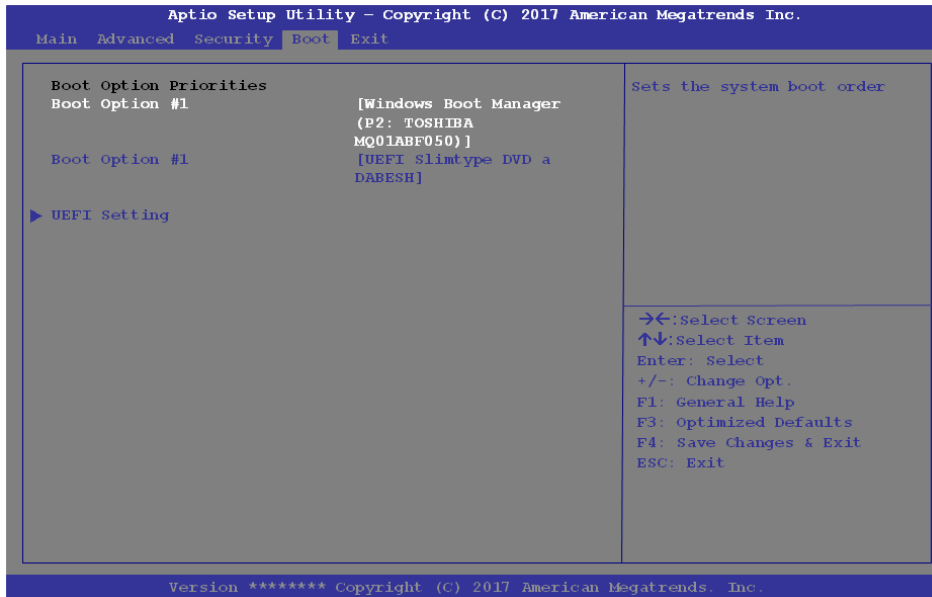 Aptio Setup Utility – Copyright (C) 2017 American Megatrends Inc.
Main Advanced Security Boot Exit
Boot Option Priorities
Boot Option #1 [Windows Boot Manager
(P2: TOSHIBA
MQ01ABF050)]
Boot Option #1 [UEFI Slimtype DVD a
DABESH]
▶ UEFI Setting
Sets the system boot order
→←:Select Screen
↑↓:Select Item
Enter: Select
+/-: Change Opt.
F1: General Help
F3: Optimized Defaults
F4: Save Changes & Exit
ESC: Exit
Version ******** Copyright (C) 2017 American Megatrends. Inc.